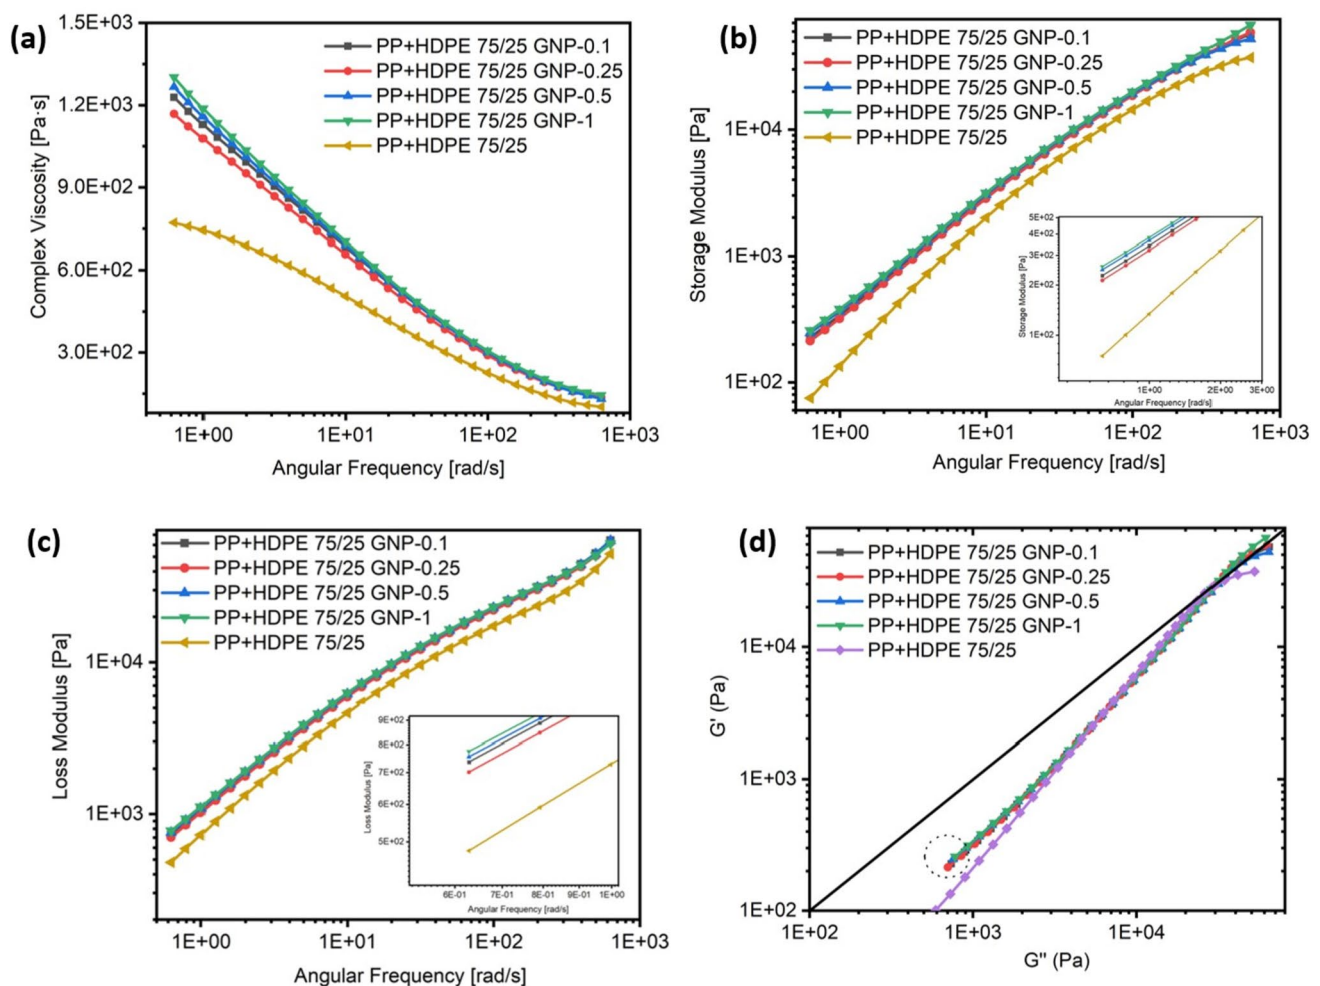 (a)
1.5E+03
1.2E+03
9.0E+02
6.0E+02
3.0E+02
Complex Viscosity [Pa·s]
PP+HDPE 75/25 GNP-0.1
PP+HDPE 75/25 GNP-0.25
PP+HDPE 75/25 GNP-0.5
PP+HDPE 75/25 GNP-1
PP+HDPE 75/25
1E+00 1E+01 1E+02 1E+03
Angular Frequency [rad/s]
(b)
1E+04
1E+03
1E+02
Storage Modulus [Pa]
PP+HDPE 75/25 GNP-0.1
PP+HDPE 75/25 GNP-0.25
PP+HDPE 75/25 GNP-0.5
PP+HDPE 75/25 GNP-1
PP+HDPE 75/25
5E+02
4E+02
3E+02
2E+02
1E+02
Storage Modulus [Pa]
1E+00 2E+00 3E+00
Angular Frequency [rad/s]
1E+00 1E+01 1E+02 1E+03
Angular Frequency [rad/s]
(c)
1E+04
1E+03
Loss Modulus [Pa]
PP+HDPE 75/25 GNP-0.1
PP+HDPE 75/25 GNP-0.25
PP+HDPE 75/25 GNP-0.5
PP+HDPE 75/25 GNP-1
PP+HDPE 75/25
9E+02
8E+02
7E+02
6E+02
5E+02
Loss Modulus [Pa]
6E-01 7E-01 8E-01 9E-01 1E+00
Angular Frequency [rad/s]
1E+00 1E+01 1E+02 1E+03
Angular Frequency [rad/s]
(d)
1E+04
1E+03
1E+02
G' (Pa)
PP+HDPE 75/25 GNP-0.1
PP+HDPE 75/25 GNP-0.25
PP+HDPE 75/25 GNP-0.5
PP+HDPE 75/25 GNP-1
PP+HDPE 75/25
1E+02 1E+03 1E+04
G" (Pa)